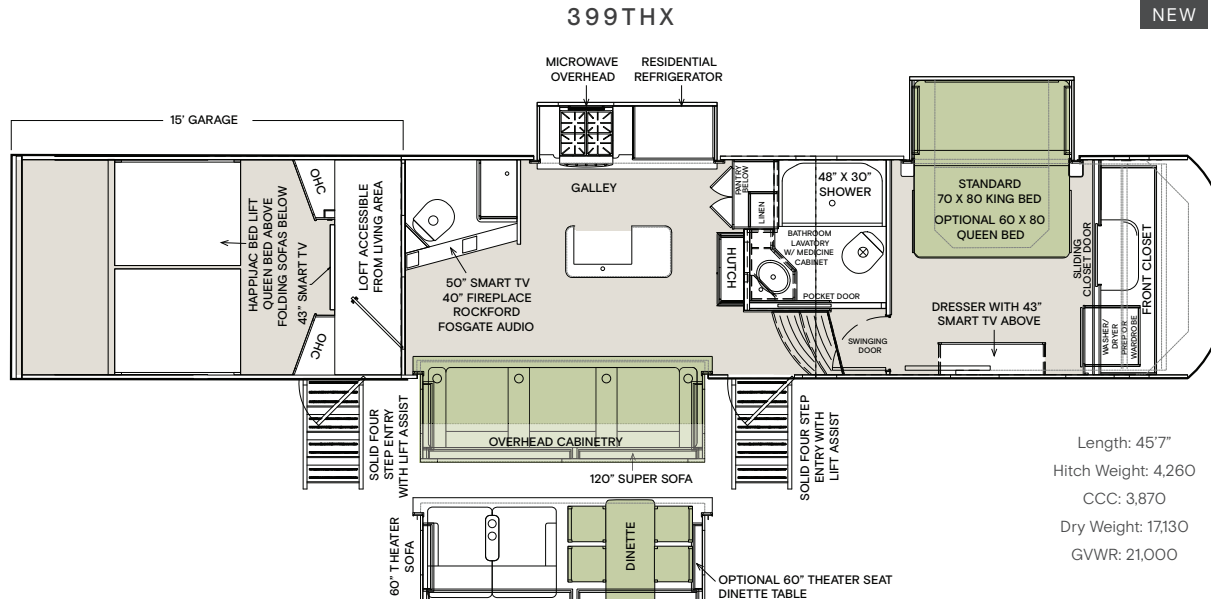 399THX
NEW
MICROWAVE
OVERHEAD
RESIDENTIAL
REFRIGERATOR
15' GARAGE
HAPPIJAC BED LIFT
QUEEN BED ABOVE
FOLDING SOFAS BELOW
43" SMART TV
OHC
OHC
LOFT ACCESSIBLE
FROM LIVING AREA
50" SMART TV
40" FIREPLACE
ROCKFORD
FOSGATE AUDIO
GALLEY
PANTRY
BELOW
LINEN
HUTCH
48" X 30"
SHOWER
BATHROOM
LAVATORY
W/ MEDICINE
CABINET
POCKET DOOR
SWINGING
DOOR
STANDARD
70 X 80 KING BED
OPTIONAL 60 X 80
QUEEN BED
SLIDING
CLOSET DOOR
FRONT CLOSET
DRESSER WITH 43"
SMART TV ABOVE
WASHER/
DRYER
PREP OR
WARDROBE
SOLID FOUR
STEP ENTRY
WITH LIFT ASSIST
OVERHEAD CABINETRY
120" SUPER SOFA
SOLID FOUR STEP
ENTRY WITH
LIFT ASSIST
60" THEATER
SOFA
DINETTE
OPTIONAL 60" THEATER SEAT
DINETTE TABLE
Length: 45'7"
Hitch Weight: 4,260
CCC: 3,870
Dry Weight: 17,130
GVWR: 21,000